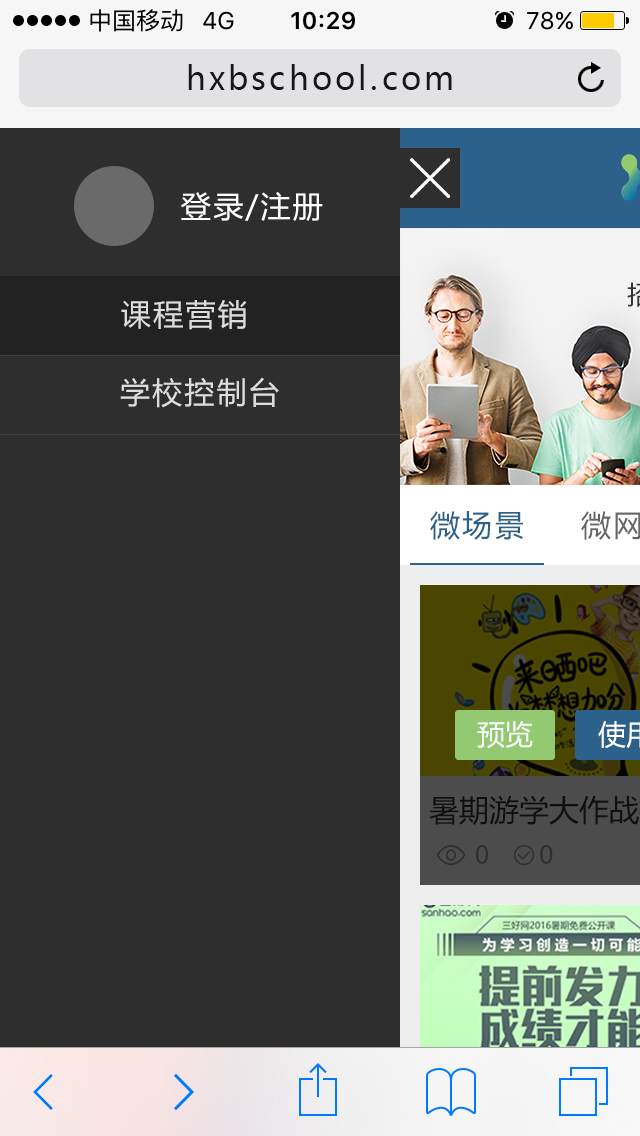 中国移动 4G 10:29 78%
hxbschool.com
登录/注册
课程营销
学校控制台
招
微场景 微网
来晒吧
梦想加分
预览 使用
暑期游学大作战
0 0
sanhao.com
三好网2016暑期免费公开课
为学习创造一切可能
提前发力
成绩才能